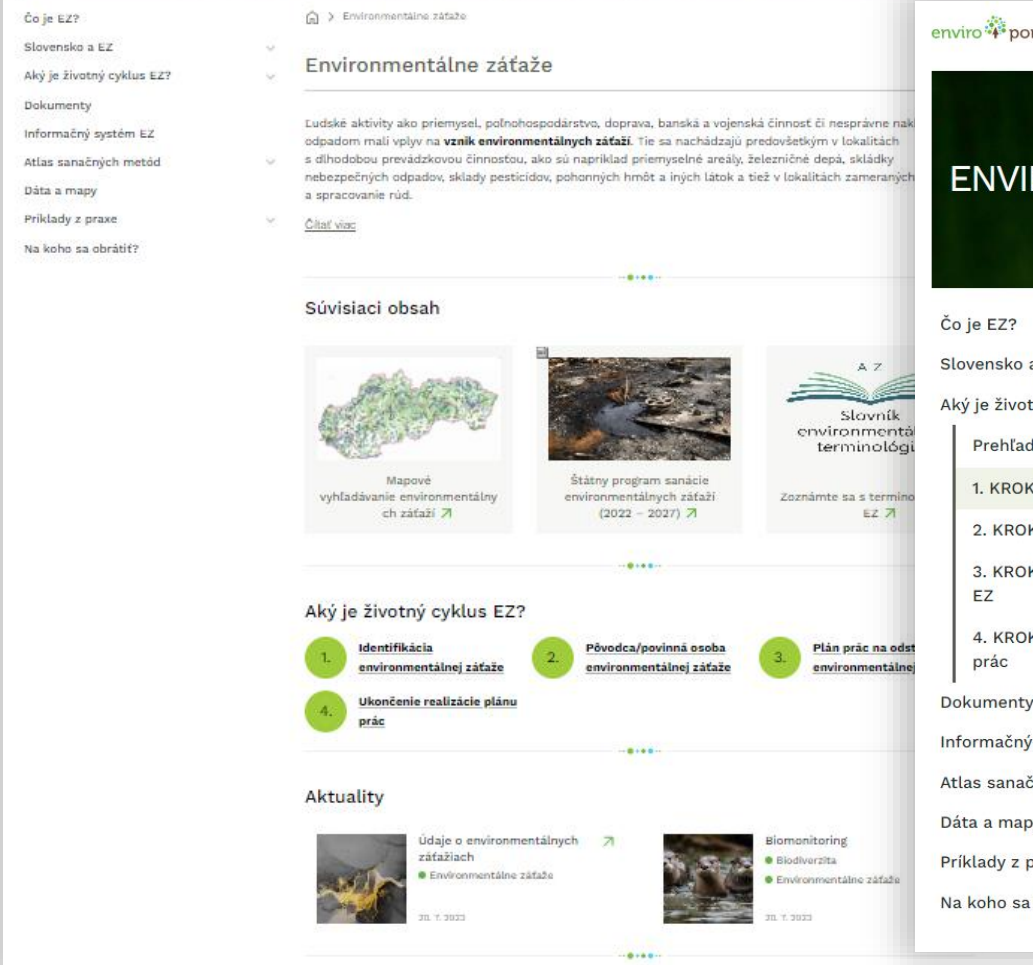 Čo je EZ?
Slovensko a EZ
Aký je životný cyklus EZ?
Dokumenty
Informačný systém EZ
Atlas sanačných metód
Dáta a mapy
Príklady z praxe
Na koho sa obrátiť?
Environmentálne záťaže
Environmentálne záťaže
Ľudské aktivity ako priemysel, poľnohospodárstvo, doprava, banská a vojenská činnosť či nesprávne nakl
odpadom mali vplyv na vznik environmentálnych záťaží. Tie sa nachádzajú predovšetkým v lokalitách
s dlhodobou prevádzkovou činnosťou, ako sú napríklad priemyselné areály, železničné depá, skládky
nebezpečných odpadov, sklady pesticídov, pohonných hmôt a iných látok a tiež v lokalitách zameraných
a spracovanie rúd.
Čítať viac
Súvisiaci obsah
Mapové
vyhľadávanie environmentálny
ch záťaží
Štátny program sanácie
environmentálnych záťaží
(2022 – 2027)
A Z
Slovník
environmentál
terminológi
Zoznámte sa s termino
EZ
Aký je životný cyklus EZ?
1.
Identifikácia
environmentálnej záťaže
2.
Pôvodca/povinná osoba
environmentálnej záťaže
3.
Plán prác na odst
environmentálnej
4.
Ukončenie realizácie plánu
prác
Aktuality
Údaje o environmentálnych
záťažiach
Environmentálne záťaže
20. 7. 2023
Biomonitoring
Biodiverzita
Environmentálne záťaže
20. 7. 2023
enviro por
ENVI
Čo je EZ?
Slovensko a
Aký je život
Prehľad
1. KROK
2. KROK
3. KROK
EZ
4. KROK
prác
Dokumenty
Informačný
Atlas sanač
Dáta a map
Príklady z p
Na koho sa